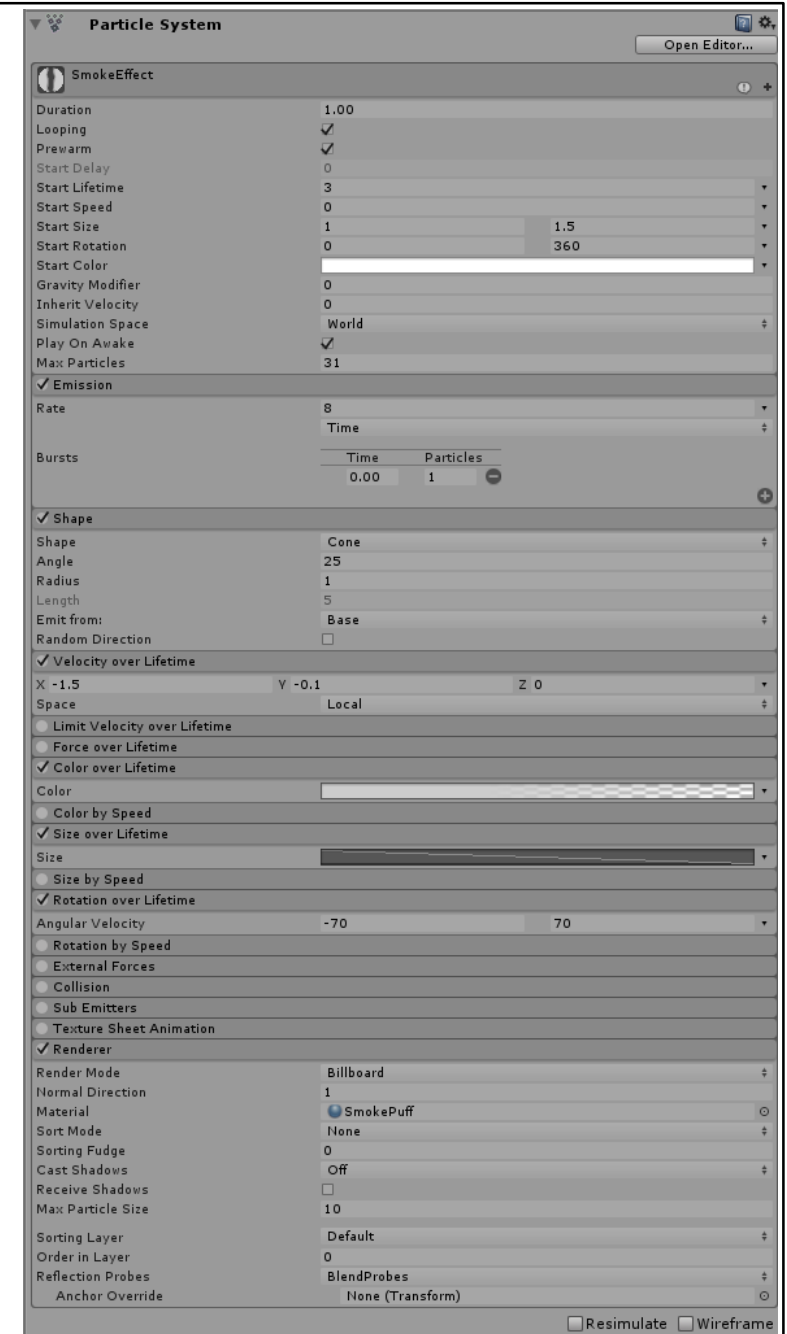 Particle System
Open Editor...
SmokeEffect
Duration 1.00
Looping
Prewarm
Start Delay 0
Start Lifetime 3
Start Speed 0
Start Size 1 1.5
Start Rotation 0 360
Start Color
Gravity Modifier 0
Inherit Velocity 0
Simulation Space World
Play On Awake
Max Particles 31
Emission
Rate 8
Time
Bursts Time Particles
0.00 1
Shape
Shape Cone
Angle 25
Radius 1
Length 5
Emit from: Base
Random Direction
Velocity over Lifetime
X -1.5 Y -0.1 Z 0
Space Local
Limit Velocity over Lifetime
Force over Lifetime
Color over Lifetime
Color
Color by Speed
Size over Lifetime
Size
Size by Speed
Rotation over Lifetime
Angular Velocity -70 70
Rotation by Speed
External Forces
Collision
Sub Emitters
Texture Sheet Animation
Renderer
Render Mode Billboard
Normal Direction 1
Material SmokePuff
Sort Mode None
Sorting Fudge 0
Cast Shadows Off
Receive Shadows
Max Particle Size 10
Sorting Layer Default
Order in Layer 0
Reflection Probes BlendProbes
Anchor Override None (Transform)
Resimulate Wireframe